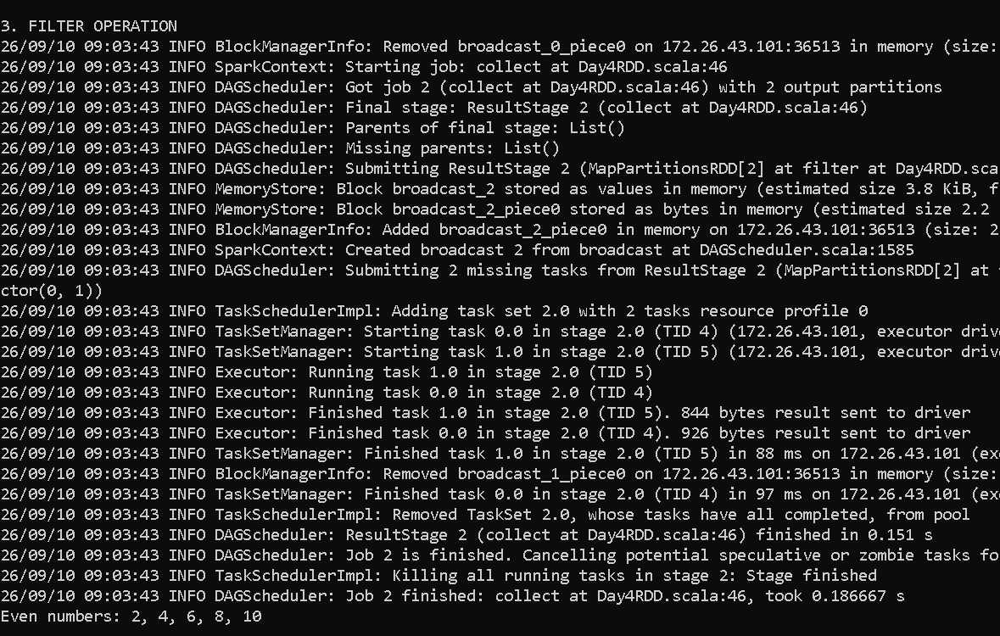 3. FILTER OPERATION
26/09/10 09:03:43 INFO BlockManagerInfo: Removed broadcast_0_piece0 on 172.26.43.101:36513 in memory (size:
26/09/10 09:03:43 INFO SparkContext: Starting job: collect at Day4RDD.scala:46
26/09/10 09:03:43 INFO DAGScheduler: Got job 2 (collect at Day4RDD.scala:46) with 2 output partitions
26/09/10 09:03:43 INFO DAGScheduler: Final stage: ResultStage 2 (collect at Day4RDD.scala:46)
26/09/10 09:03:43 INFO DAGScheduler: Parents of final stage: List()
26/09/10 09:03:43 INFO DAGScheduler: Missing parents: List()
26/09/10 09:03:43 INFO DAGScheduler: Submitting ResultStage 2 (MapPartitionsRDD[2] at filter at Day4RDD.sca
26/09/10 09:03:43 INFO MemoryStore: Block broadcast_2 stored as values in memory (estimated size 3.8 KiB, f
26/09/10 09:03:43 INFO MemoryStore: Block broadcast_2_piece0 stored as bytes in memory (estimated size 2.2
26/09/10 09:03:43 INFO BlockManagerInfo: Added broadcast_2_piece0 in memory on 172.26.43.101:36513 (size: 2
26/09/10 09:03:43 INFO SparkContext: Created broadcast 2 from broadcast at DAGScheduler.scala:1585
26/09/10 09:03:43 INFO DAGScheduler: Submitting 2 missing tasks from ResultStage 2 (MapPartitionsRDD[2] at
ctor(0, 1))
26/09/10 09:03:43 INFO TaskSchedulerImpl: Adding task set 2.0 with 2 tasks resource profile 0
26/09/10 09:03:43 INFO TaskSetManager: Starting task 0.0 in stage 2.0 (TID 4) (172.26.43.101, executor driv
26/09/10 09:03:43 INFO TaskSetManager: Starting task 1.0 in stage 2.0 (TID 5) (172.26.43.101, executor driv
26/09/10 09:03:43 INFO Executor: Running task 1.0 in stage 2.0 (TID 5)
26/09/10 09:03:43 INFO Executor: Running task 0.0 in stage 2.0 (TID 4)
26/09/10 09:03:43 INFO Executor: Finished task 1.0 in stage 2.0 (TID 5). 844 bytes result sent to driver
26/09/10 09:03:43 INFO Executor: Finished task 0.0 in stage 2.0 (TID 4). 926 bytes result sent to driver
26/09/10 09:03:43 INFO TaskSetManager: Finished task 1.0 in stage 2.0 (TID 5) in 88 ms on 172.26.43.101 (ex
26/09/10 09:03:43 INFO BlockManagerInfo: Removed broadcast_1_piece0 on 172.26.43.101:36513 in memory (size:
26/09/10 09:03:43 INFO TaskSetManager: Finished task 0.0 in stage 2.0 (TID 4) in 97 ms on 172.26.43.101 (ex
26/09/10 09:03:43 INFO TaskSchedulerImpl: Removed TaskSet 2.0, whose tasks have all completed, from pool
26/09/10 09:03:43 INFO DAGScheduler: ResultStage 2 (collect at Day4RDD.scala:46) finished in 0.151 s
26/09/10 09:03:43 INFO DAGScheduler: Job 2 is finished. Cancelling potential speculative or zombie tasks fo
26/09/10 09:03:43 INFO TaskSchedulerImpl: Killing all running tasks in stage 2: Stage finished
26/09/10 09:03:43 INFO DAGScheduler: Job 2 finished: collect at Day4RDD.scala:46, took 0.186667 s
Even numbers: 2, 4, 6, 8, 10